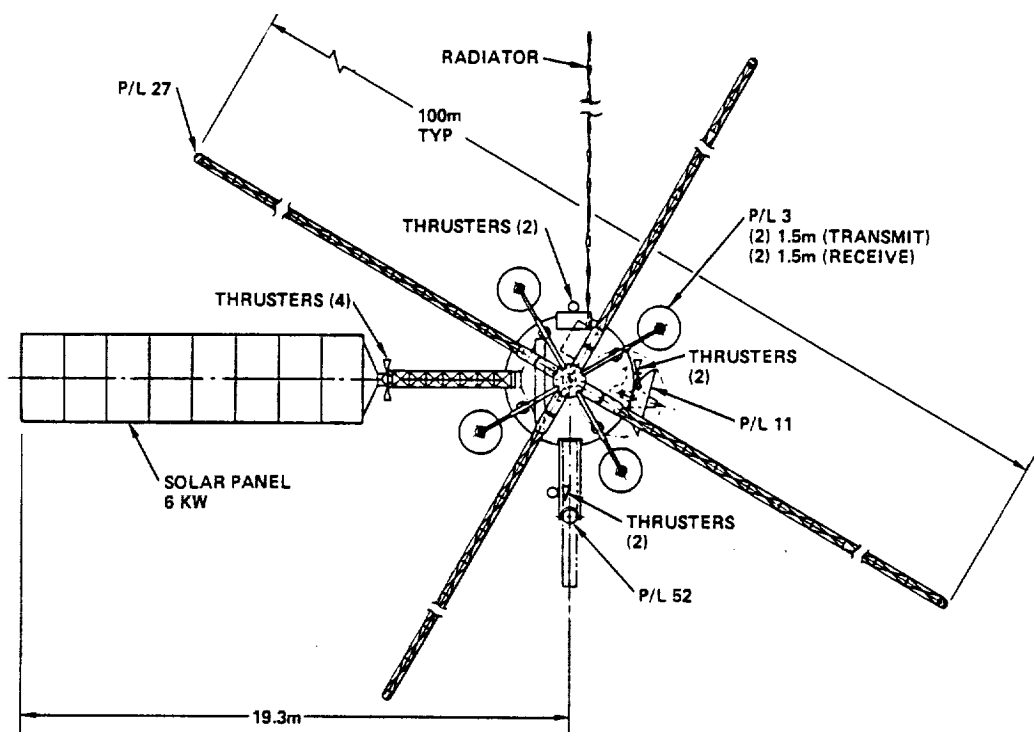 RADIATOR
P/L 27
100m
TYP
P/L 3
(2) 1.5m (TRANSMIT)
(2) 1.5m (RECEIVE)
THRUSTERS (2)
THRUSTERS (4)
THRUSTERS
(2)
P/L 11
SOLAR PANEL
6 KW
THRUSTERS
(2)
P/L 52
19.3m